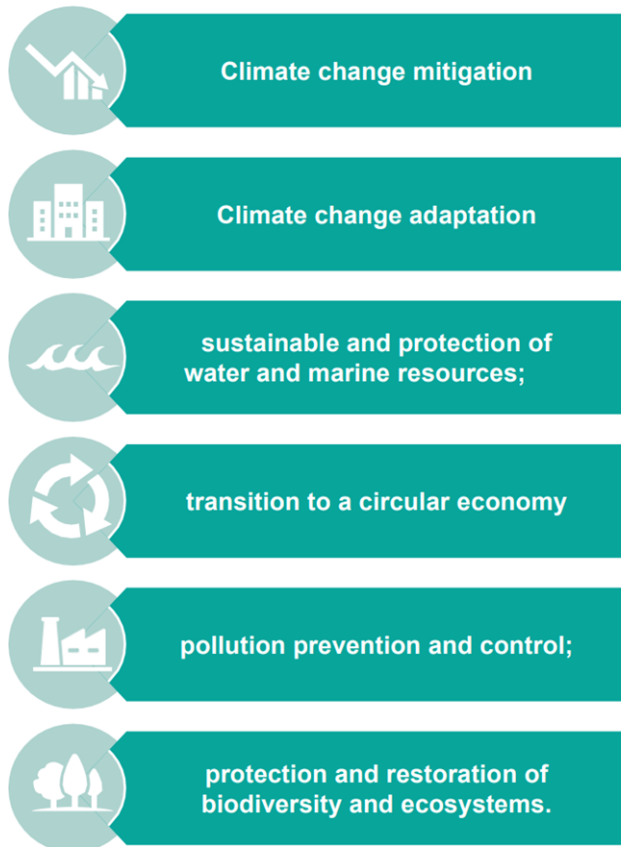 Climate change mitigation
Climate change adaptation
sustainable and protection of
water and marine resources;
transition to a circular economy
pollution prevention and control;
protection and restoration of
biodiversity and ecosystems.